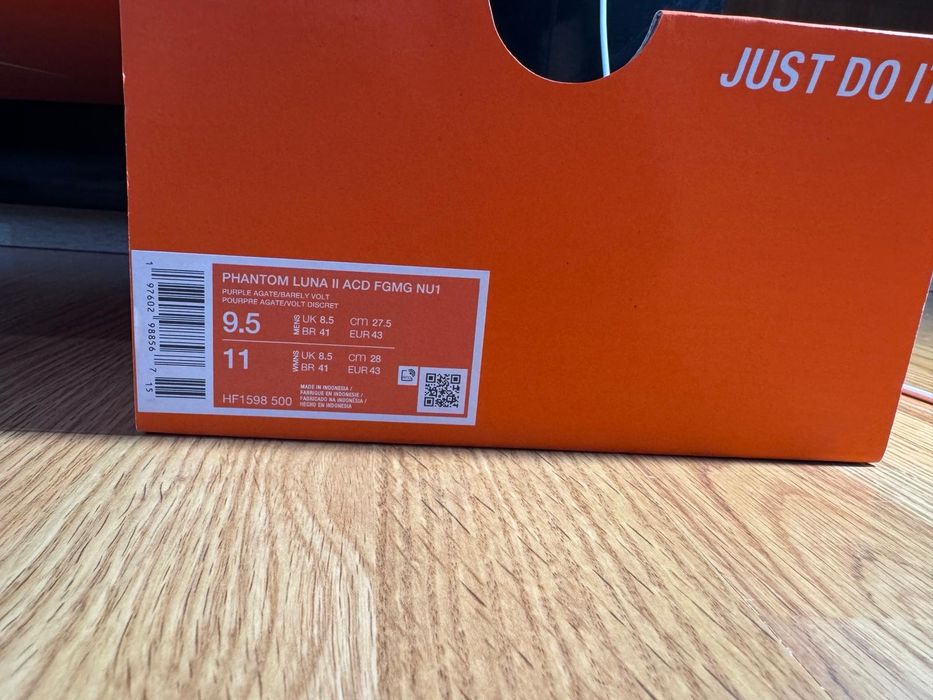 JUST DO IT
PHANTOM LUNA II ACD FGMG NU1
PURPLE AGATE/BARELY VOLT
POURPRE AGATE/VOLT DISCRET
9.5 MENS UK 8.5 cm 27.5
BR 41 EUR 43
11 WMNS UK 8.5 cm 28
BR 41 EUR 43
MADE IN INDONESIA /
FABRIQUE EN INDONESIE /
FABRICADO NA INDONÉSIA /
HECHO EN INDONESIA
HF1598 500
1 97602 98856 7 15